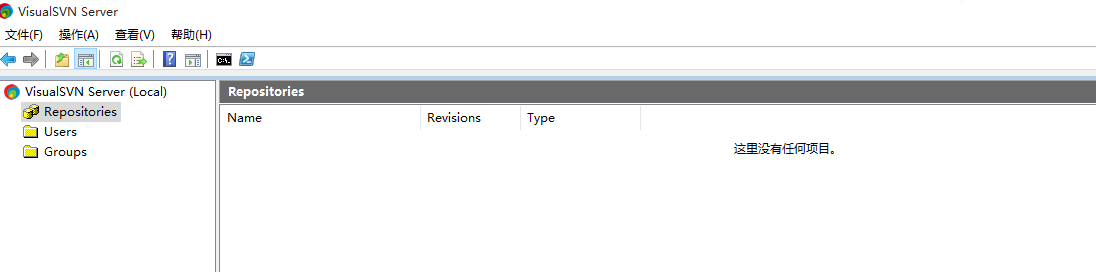 VisualSVN Server
文件(F) 操作(A) 查看(V) 帮助(H)
C:\.
VisualSVN Server (Local)
Repositories
Users
Groups
Repositories
Name Revisions Type
这里没有任何项目。